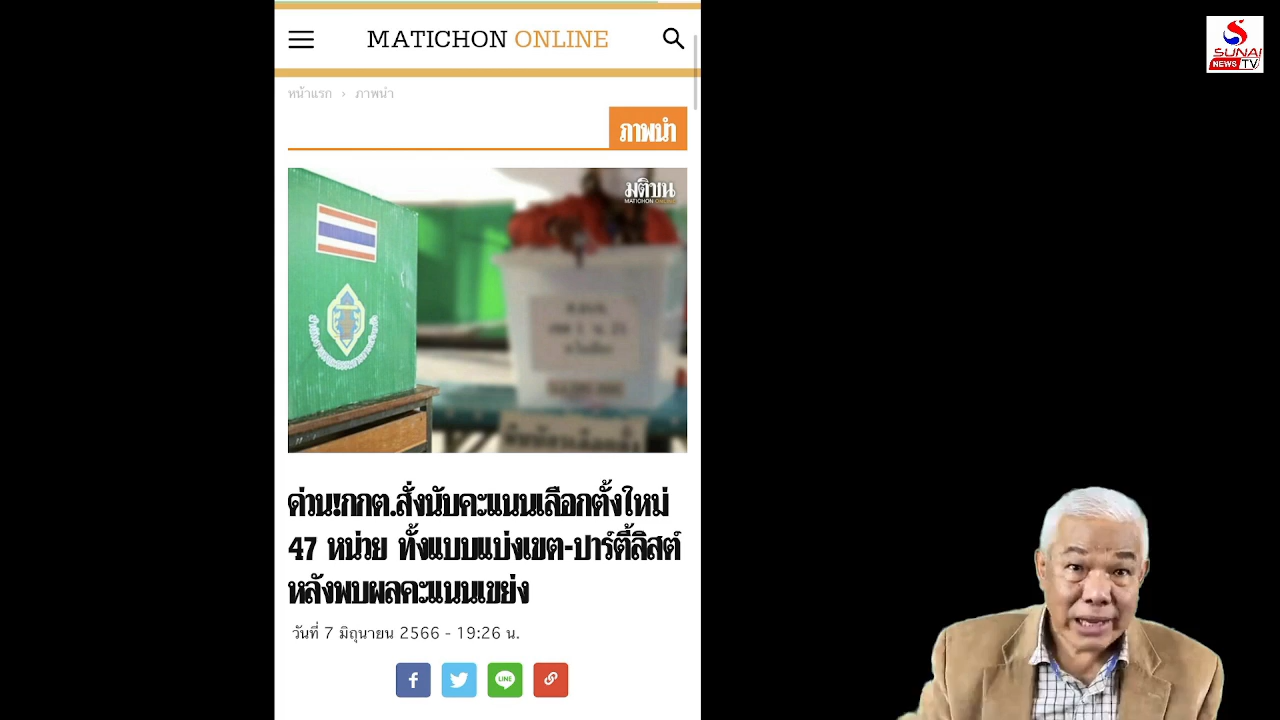 MATICHON ONLINE
SUNAI
NEWS TV
หน้าแรก › ภาพนำ
ภาพนำ
มติชน
MATICHON ONLINE
ด่วน!กกต.สั่งนับคะแนนเลือกตั้งใหม่
47 หน่วย ทั้งแบบแบ่งเขต-ปาร์ตี้ลิสต์
หลังพบผลคะแนนเขย่ง
วันที่ 7 มิถุนายน 2566 - 19:26 น.
LINE